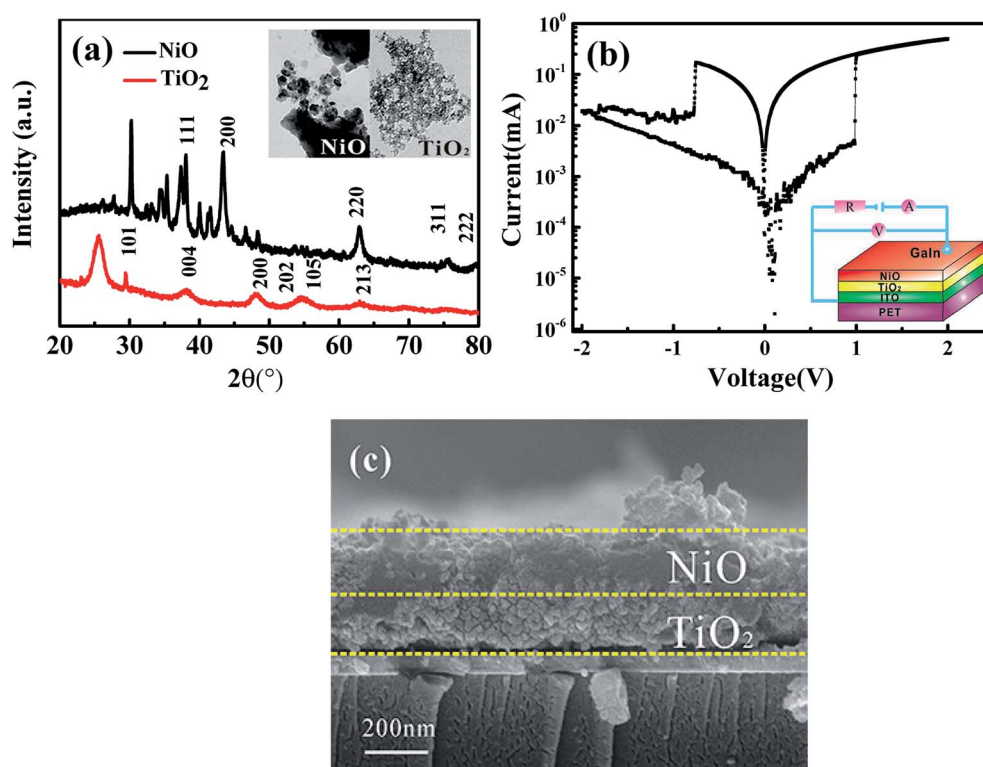 (a)
NiO
TiO2
NiO
TiO2
111
200
220
311
222
101
004
200
202
105
213
Intensity (a.u.)
20 30 40 50 60 70 80
2θ(°)
(b)
10^0
10^-1
10^-2
10^-3
10^-4
10^-5
10^-6
Current(mA)
-2 -1 0 1 2
Voltage(V)
R
A
V
GaIn
NiO
TiO2
ITO
PET
(c)
NiO
TiO2
200nm